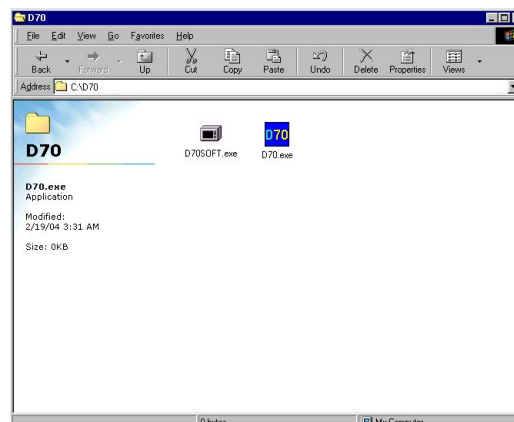 D70
File Edit View Go Favorites Help
Back Forward Up Cut Copy Paste Undo Delete Properties Views
Address C:\D70
D70
D70
D70SOFT.exe D70.exe
D70.exe
Application
Modified:
2/19/04 3:31 AM
Size: 0KB
0 bytes My Computer